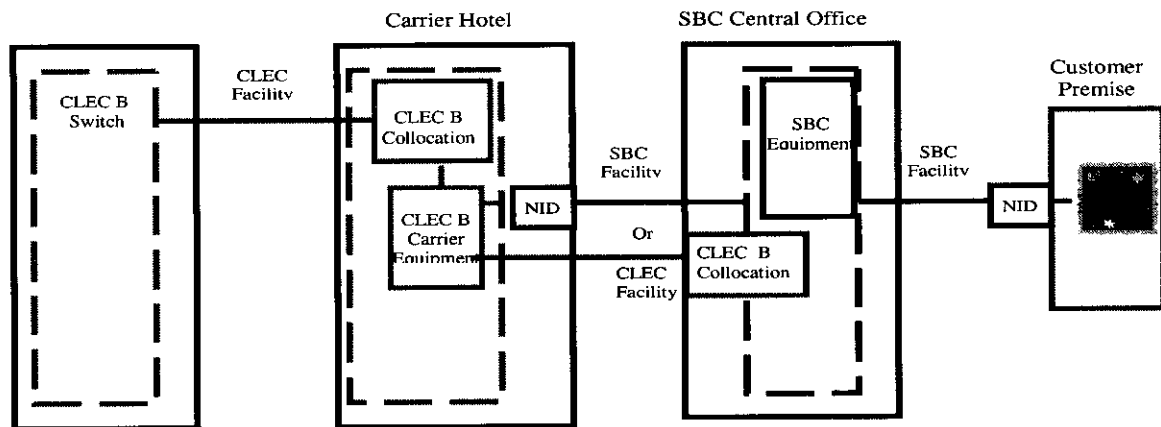 Carrier Hotel
SBC Central Office
CLEC
Facility
CLEC B
Switch
CLEC B
Collocation
CLEC B
Carrier
Equipment
NID
SBC
Facility
Or
CLEC
Facility
SBC
Equipment
CLEC B
Collocation
SBC
Facility
Customer
Premise
NID